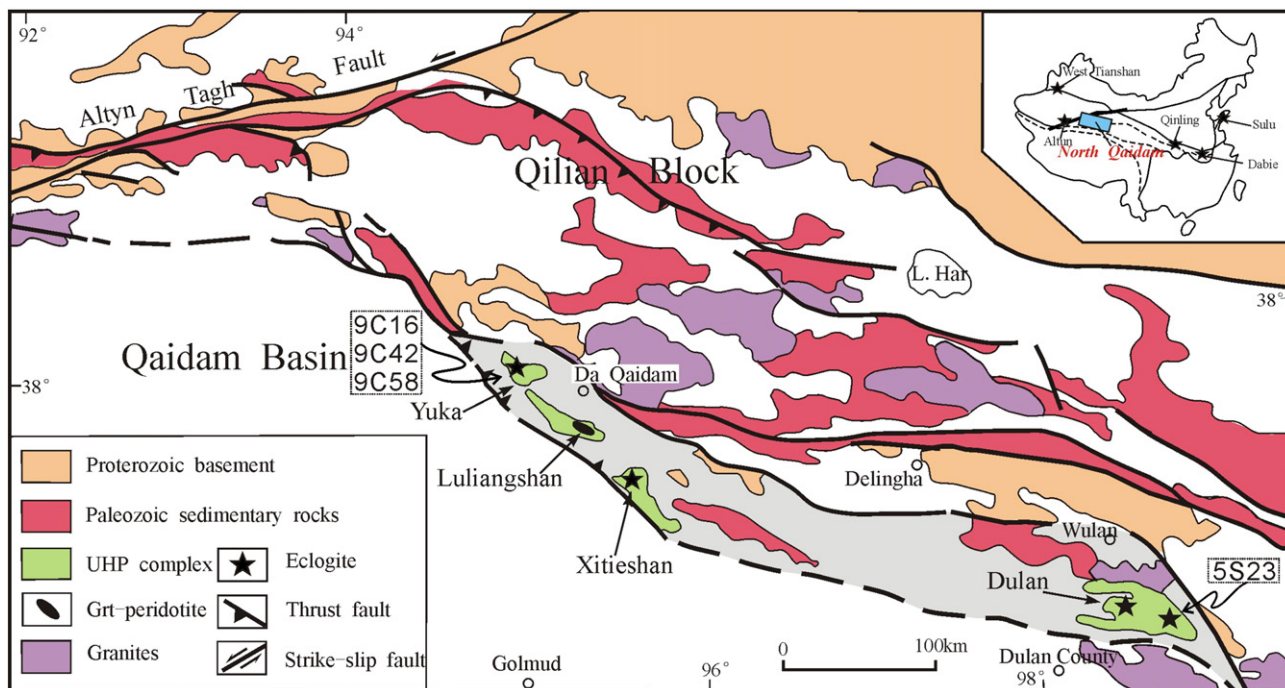 92°
94°
Altyn Tagh Fault
Qilian Block
L. Har
38°
West Tianshan
Altun
North Qaidam
Qinling
Sulu
Dabie
Qaidam Basin
38°
9C16
9C42
9C58
Yuka
Da Qaidam
Luliangshan
Xitieshan
Delingha
Wulan
Dulan
5S23
Golmud
96°
98°
Dulan County
0 100km
Proterozoic basement
Paleozoic sedimentary rocks
UHP complex
Eclogite
Grt-peridotite
Thrust fault
Granites
Strike-slip fault